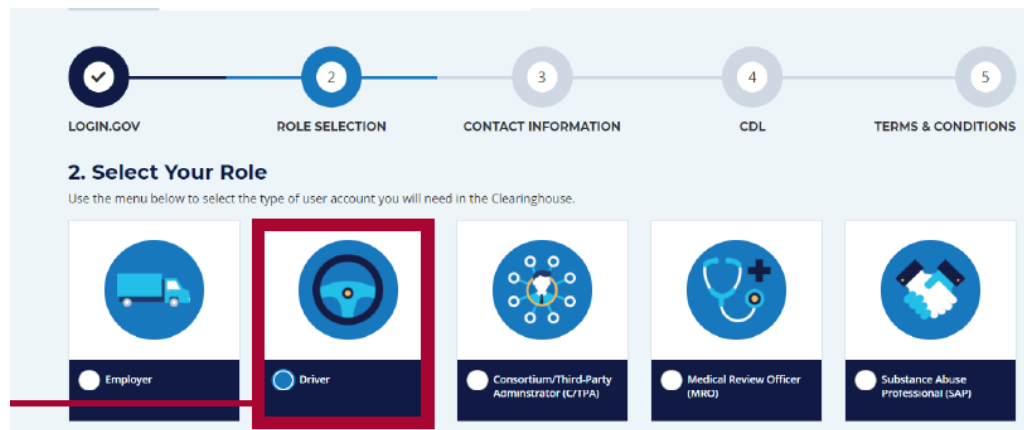 2
3
4
5
LOGIN.GOV
ROLE SELECTION
CONTACT INFORMATION
CDL
TERMS & CONDITIONS
2. Select Your Role
Use the menu below to select the type of user account you will need in the Clearinghouse.
Employer
Driver
Consortium/Third-Party
Adminstrator (C/TPA)
Medical Review Officer
(MRO)
Substance Abuse
Professional (SAP)